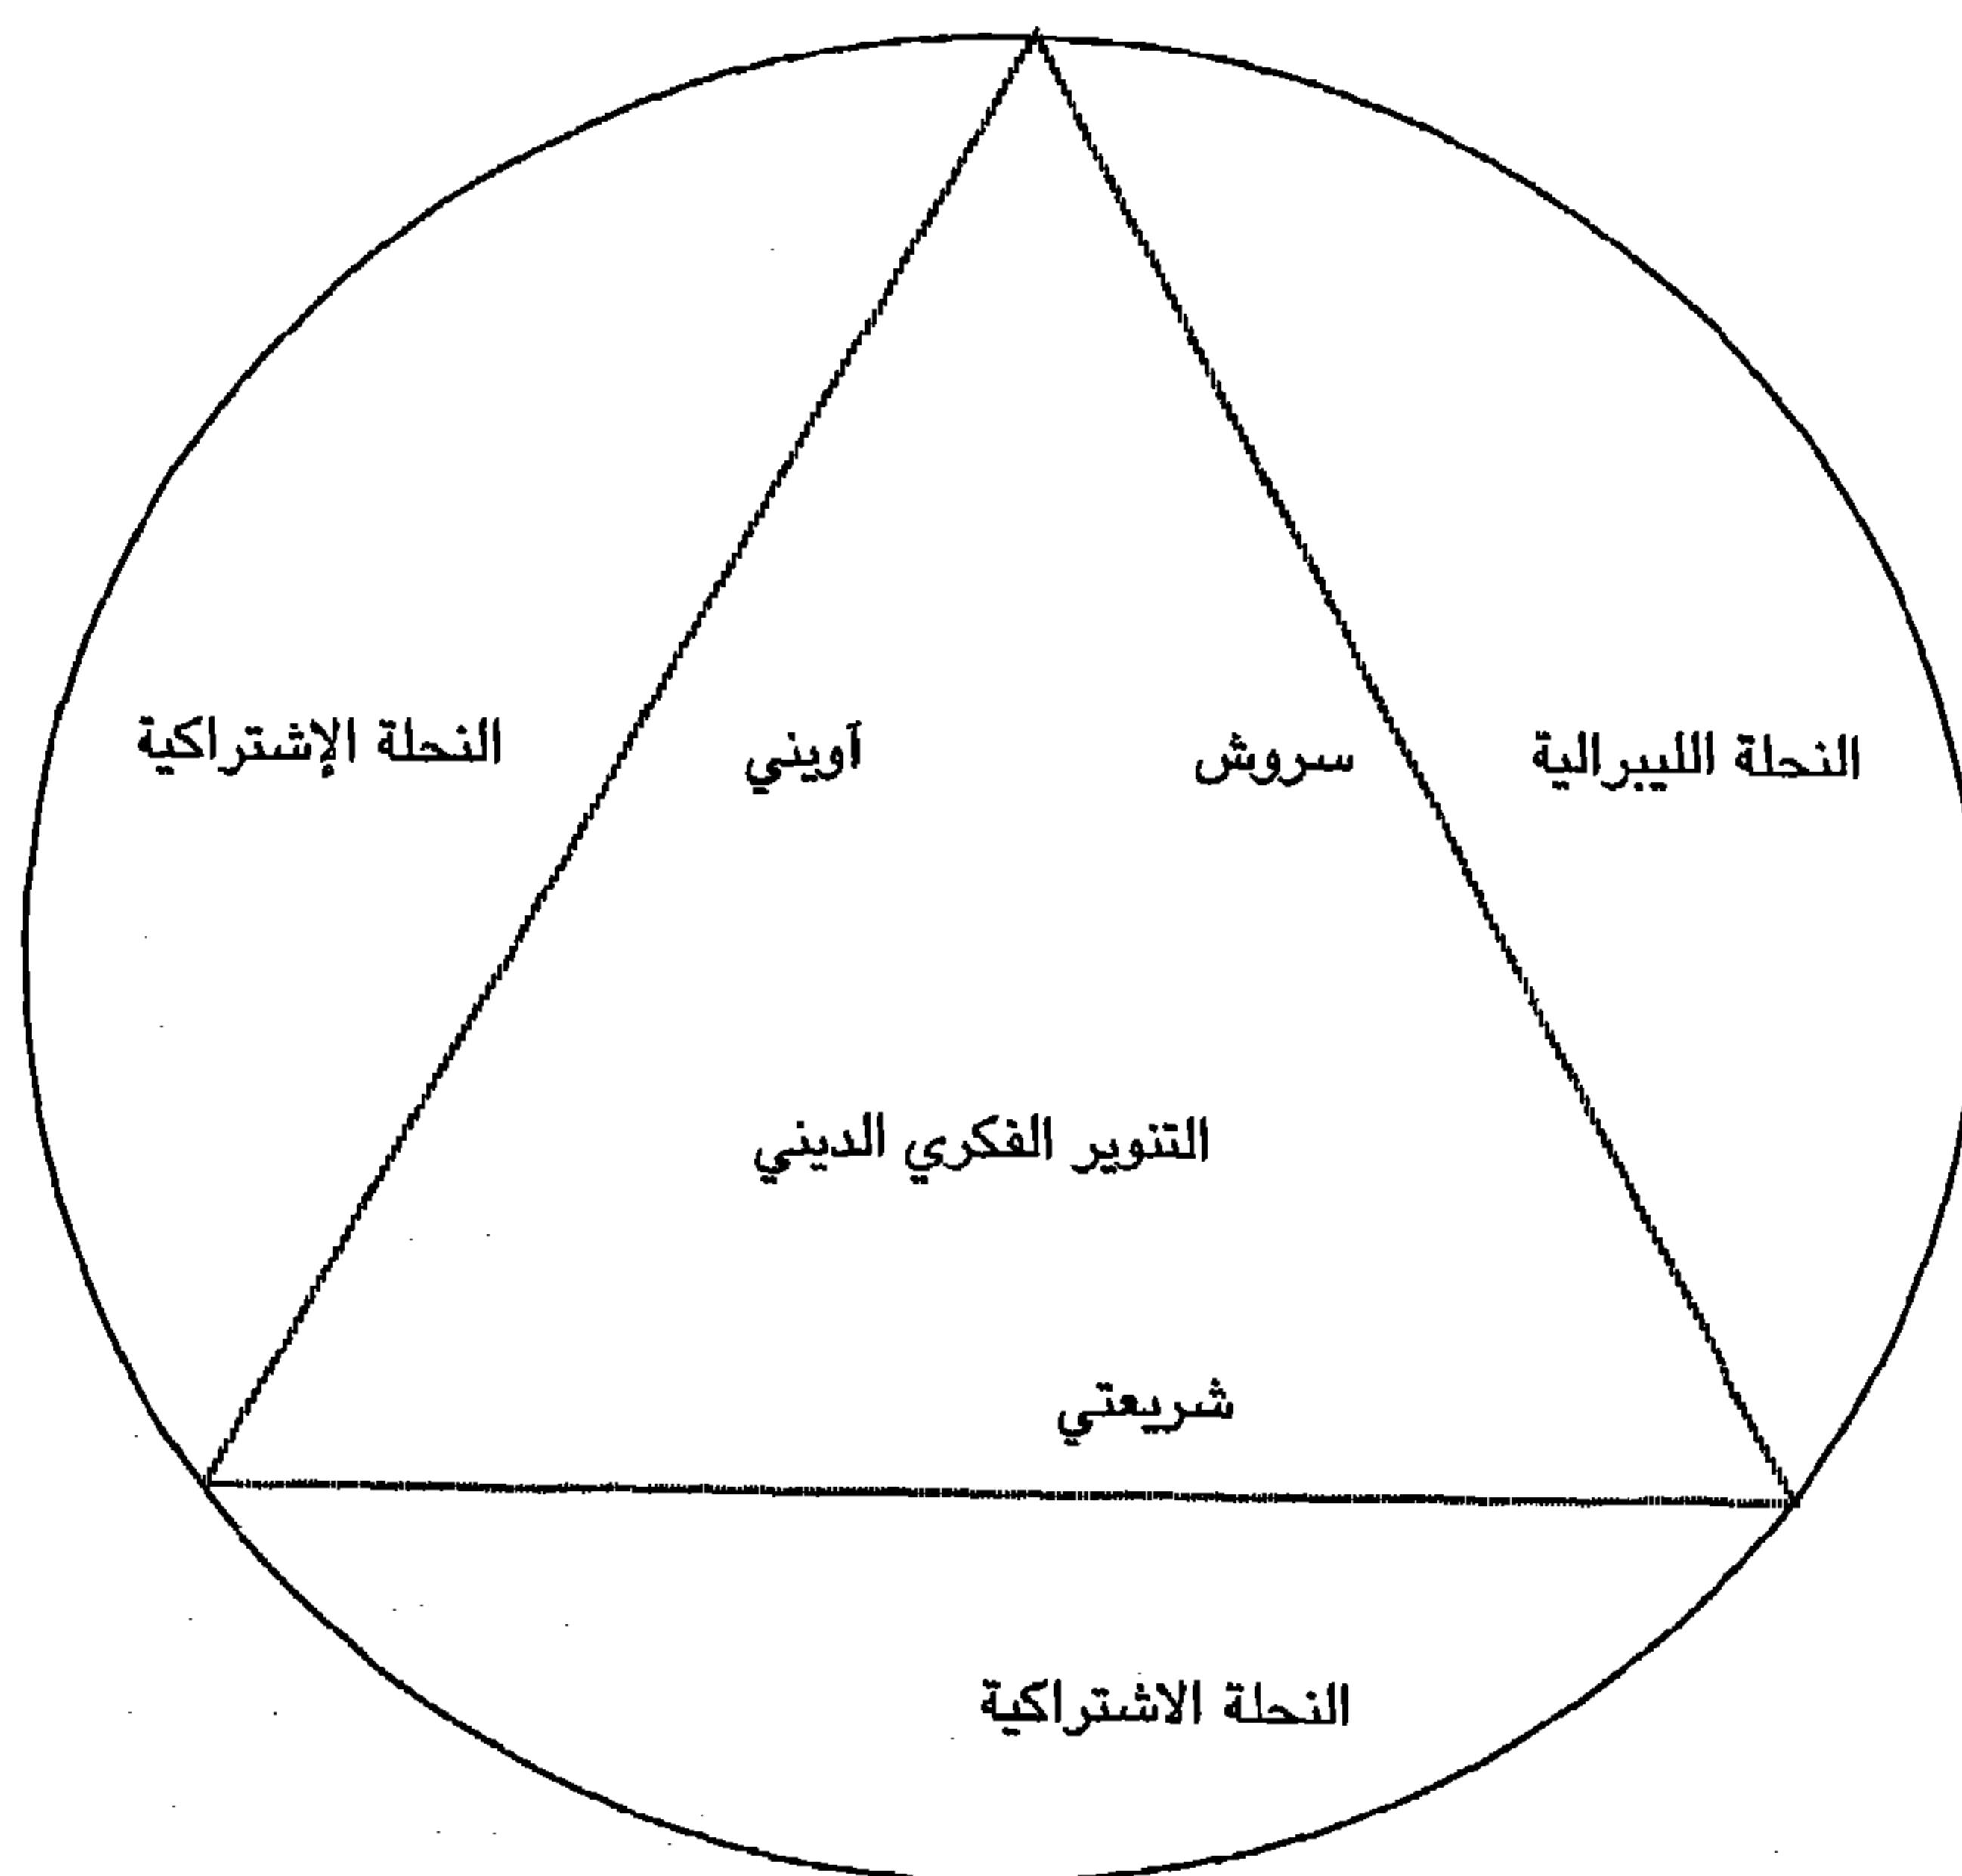 النحلة الليبرالية
سروش
آويني
النحلة الإشتراكية
التنوير الفكري الديني
شريعتي
النحلة الاشتراكية